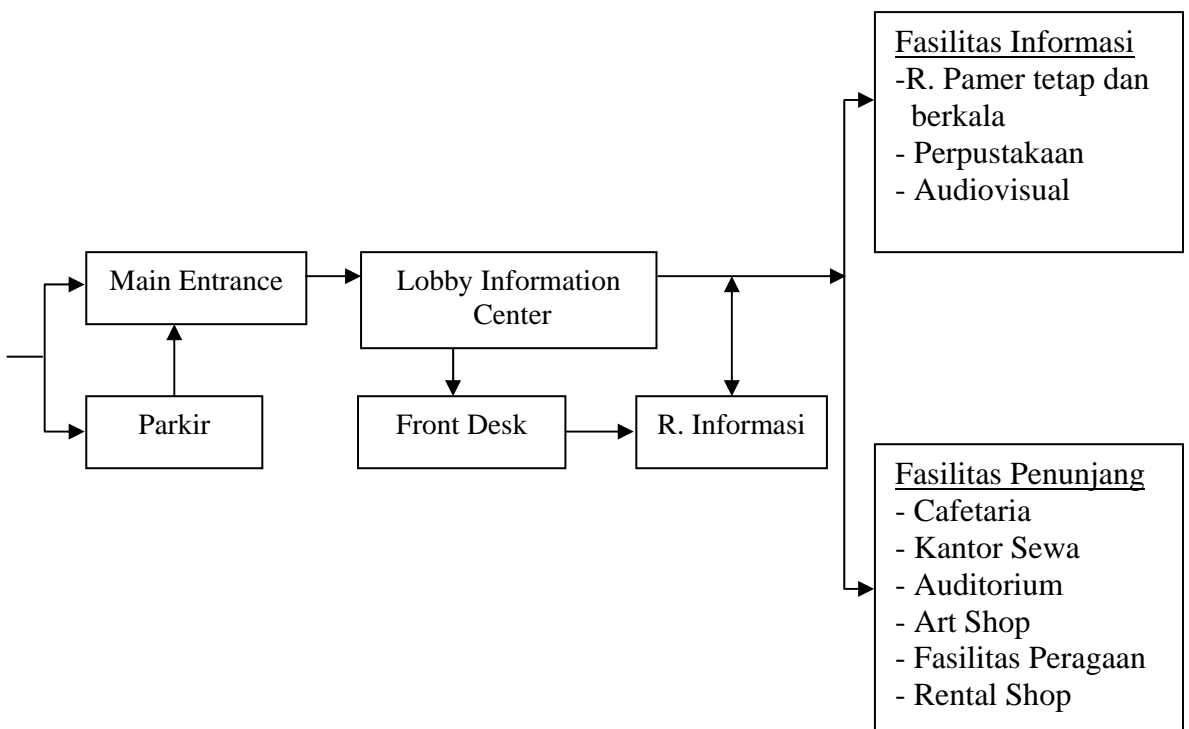 Fasilitas Informasi
-R. Pamer tetap dan
berkala
- Perpustakaan
- Audiovisual
Main Entrance
Lobby Information
Center
Parkir
Front Desk
R. Informasi
Fasilitas Penunjang
- Cafetaria
- Kantor Sewa
- Auditorium
- Art Shop
- Fasilitas Peragaan
- Rental Shop